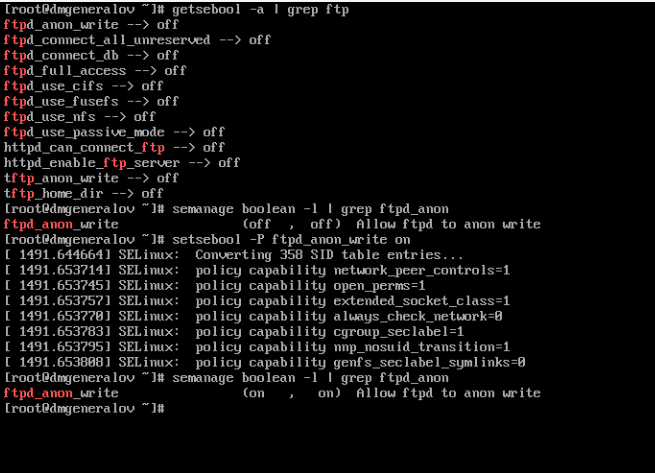 [root@dmgeneralov ~]# getsebool -a | grep ftp
ftpd_anon_write --> off
ftpd_connect_all_unreserved --> off
ftpd_connect_db --> off
ftpd_full_access --> off
ftpd_use_cifs --> off
ftpd_use_fusefs --> off
ftpd_use_nfs --> off
ftpd_use_passive_mode --> off
httpd_can_connect_ftp --> off
httpd_enable_ftp_server --> off
tftp_anon_write --> off
tftp_home_dir --> off
[root@dmgeneralov ~]# semanage boolean -l | grep ftpd_anon
ftpd_anon_write                (off  ,  off)  Allow ftpd to anon write
[root@dmgeneralov ~]# setsebool -P ftpd_anon_write on
[ 1491.644664] SELinux:  Converting 358 SID table entries...
[ 1491.653714] SELinux:  policy capability network_peer_controls=1
[ 1491.653745] SELinux:  policy capability open_perms=1
[ 1491.653757] SELinux:  policy capability extended_socket_class=1
[ 1491.653770] SELinux:  policy capability always_check_network=0
[ 1491.653783] SELinux:  policy capability cgroup_seclabel=1
[ 1491.653795] SELinux:  policy capability nnp_nosuid_transition=1
[ 1491.653808] SELinux:  policy capability genfs_seclabel_symlinks=0
[root@dmgeneralov ~]# semanage boolean -l | grep ftpd_anon
ftpd_anon_write                (on   ,   on)  Allow ftpd to anon write
[root@dmgeneralov ~]#